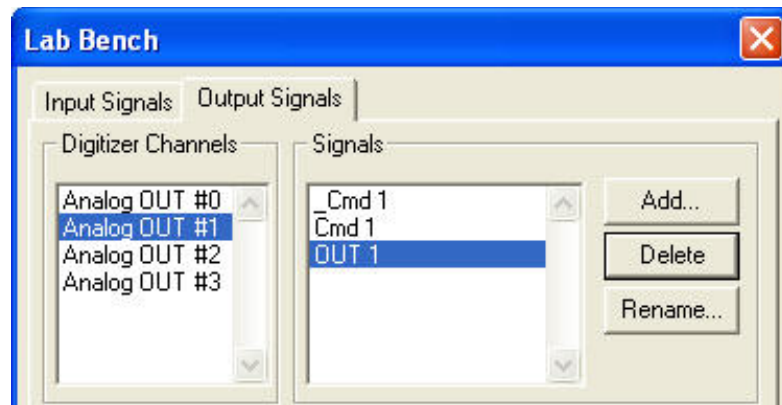 Lab Bench
Input Signals
Output Signals
Digitizer Channels
Analog OUT #0
Analog OUT #1
Analog OUT #2
Analog OUT #3
Signals
_Cmd 1
Cmd 1
OUT 1
Add...
Delete
Rename...